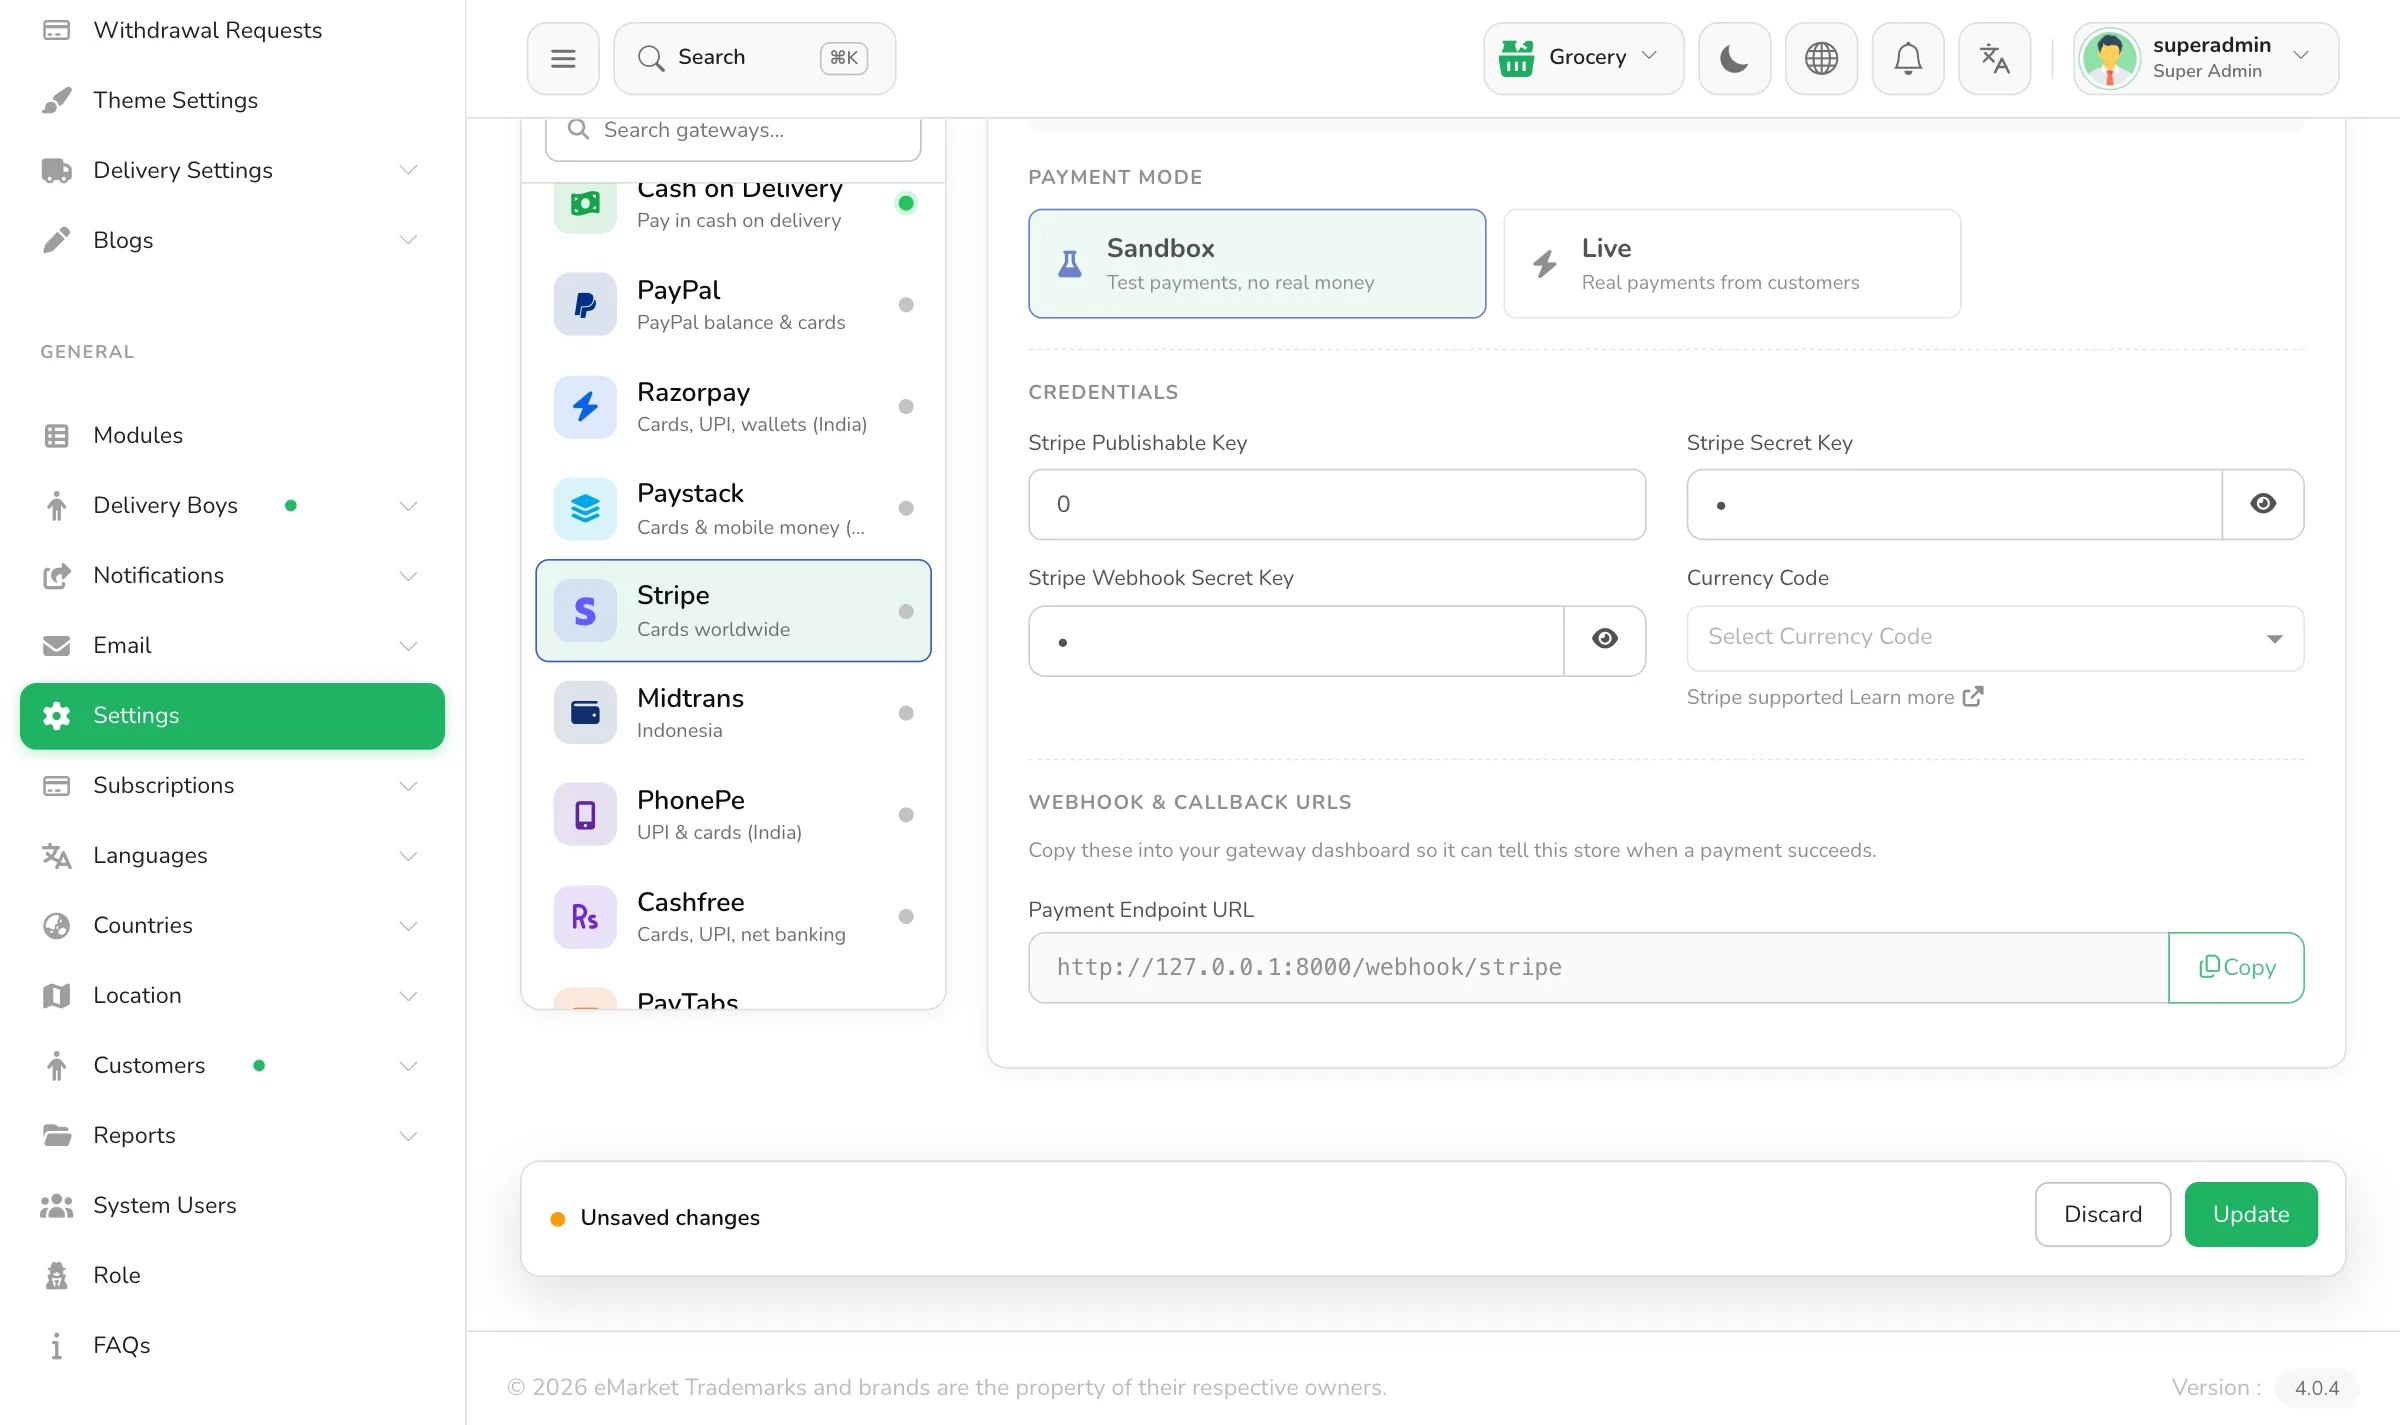 Withdrawal Requests
Theme Settings
Delivery Settings
Blogs
GENERAL
Modules
Delivery Boys
Notifications
Email
Settings
Subscriptions
Languages
Countries
Location
Customers
Reports
System Users
Role
FAQs
Search
⌘K
Grocery
superadmin
Super Admin
Search gateways...
Cash on Delivery
Pay in cash on delivery
PayPal
PayPal balance & cards
Razorpay
Cards, UPI, wallets (India)
Paystack
Cards & mobile money (...
Stripe
Cards worldwide
Midtrans
Indonesia
PhonePe
UPI & cards (India)
Cashfree
Cards, UPI, net banking
PayTabs
PAYMENT MODE
Sandbox
Test payments, no real money
Live
Real payments from customers
CREDENTIALS
Stripe Publishable Key
Stripe Secret Key
0
•
Stripe Webhook Secret Key
Currency Code
•
Select Currency Code
Stripe supported Learn more
WEBHOOK & CALLBACK URLS
Copy these into your gateway dashboard so it can tell this store when a payment succeeds.
Payment Endpoint URL
http://127.0.0.1:8000/webhook/stripe
Copy
Unsaved changes
Discard
Update
© 2026 eMarket Trademarks and brands are the property of their respective owners.
Version : 4.0.4